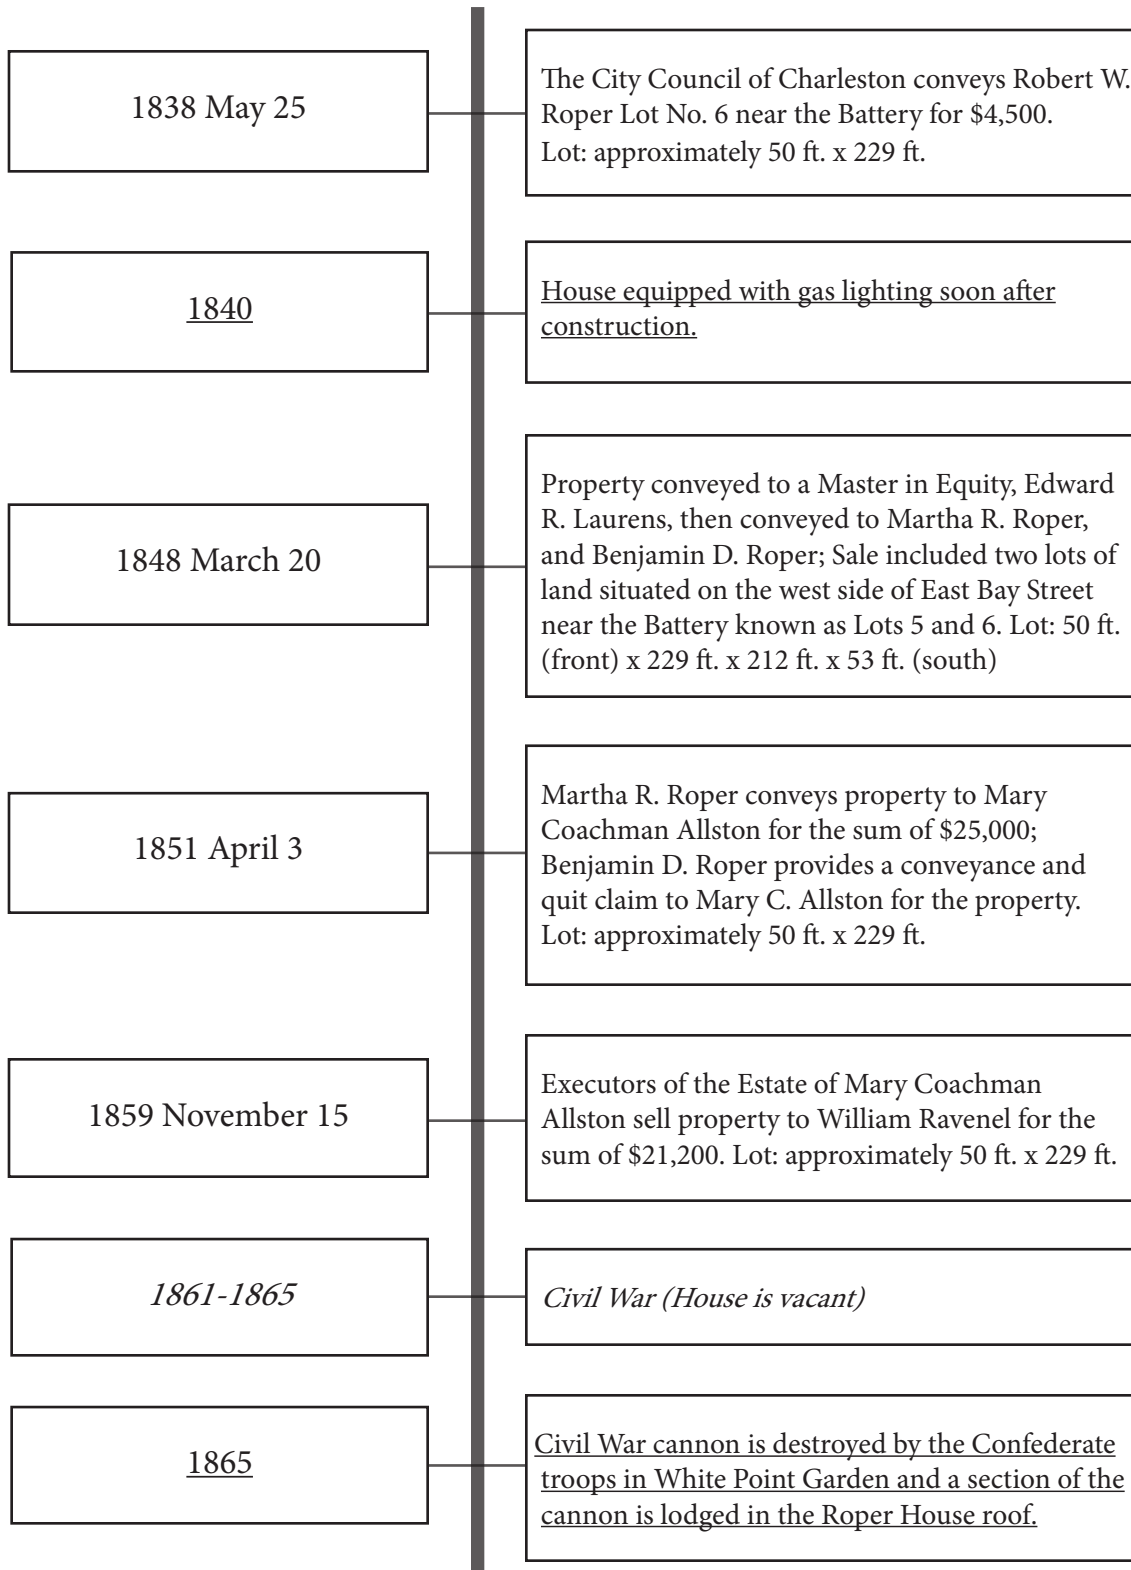 1838 May 25
The City Council of Charleston conveys Robert W.
Roper Lot No. 6 near the Battery for $4,500.
Lot: approximately 50 ft. x 229 ft.
1840
House equipped with gas lighting soon after
construction.
1848 March 20
Property conveyed to a Master in Equity, Edward
R. Laurens, then conveyed to Martha R. Roper,
and Benjamin D. Roper; Sale included two lots of
land situated on the west side of East Bay Street
near the Battery known as Lots 5 and 6. Lot: 50 ft.
(front) x 229 ft. x 212 ft. x 53 ft. (south)
1851 April 3
Martha R. Roper conveys property to Mary
Coachman Allston for the sum of $25,000;
Benjamin D. Roper provides a conveyance and
quit claim to Mary C. Allston for the property.
Lot: approximately 50 ft. x 229 ft.
1859 November 15
Executors of the Estate of Mary Coachman
Allston sell property to William Ravenel for the
sum of $21,200. Lot: approximately 50 ft. x 229 ft.
1861-1865
Civil War (House is vacant)
1865
Civil War cannon is destroyed by the Confederate
troops in White Point Garden and a section of the
cannon is lodged in the Roper House roof.